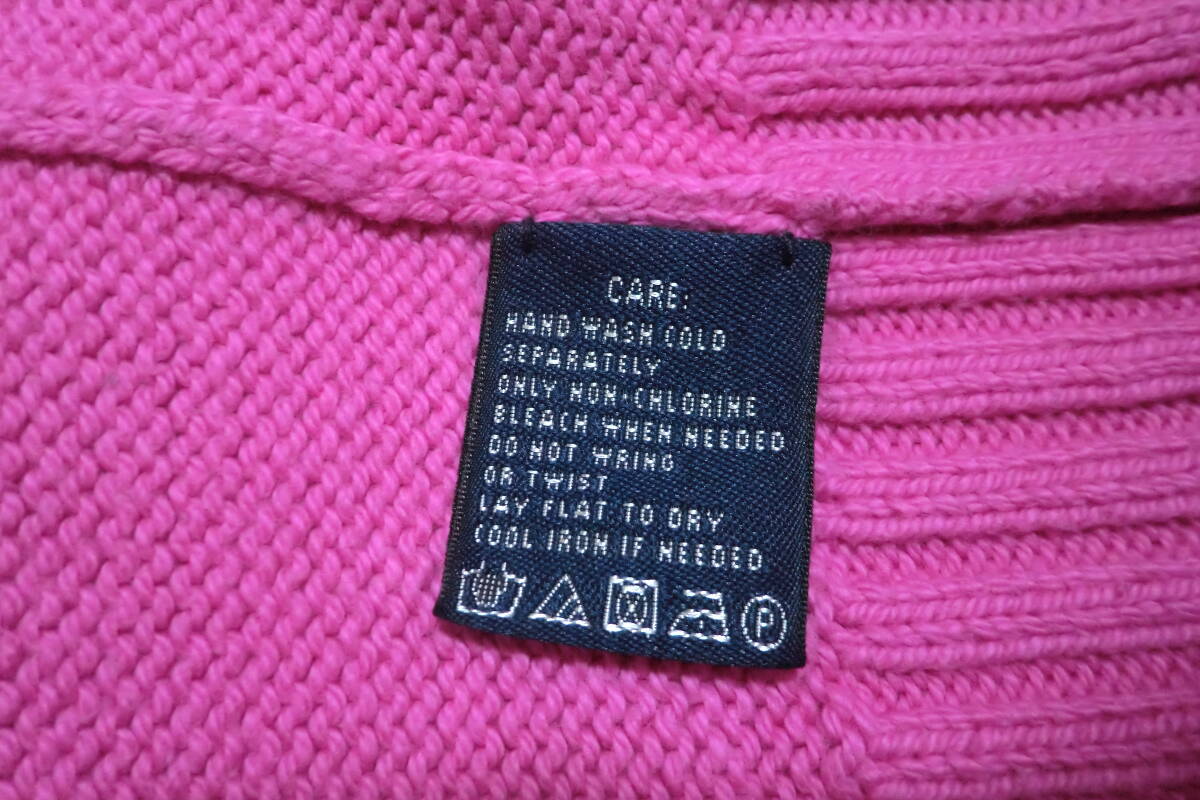 CARE:
HAND WASH COLD
SEPARATELY
ONLY NON-CHLORINE
BLEACH WHEN NEEDED
DO NOT WRING
OR TWIST
LAY FLAT TO DRY
COOL IRON IF NEEDED
P